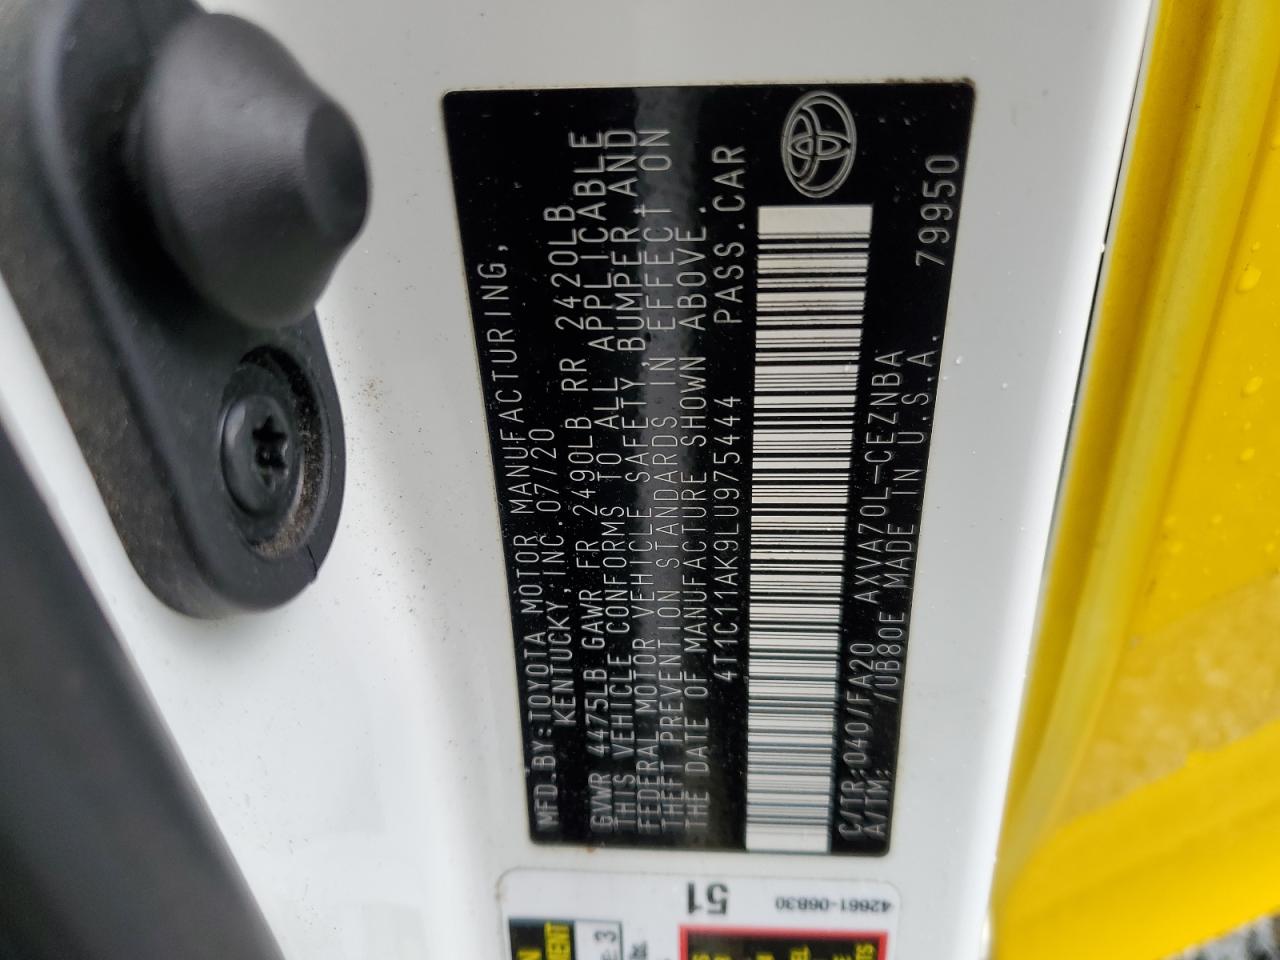 MFD.BY:TOYOTA MOTOR MANUFACTURING,
KENTUCKY,INC.07/20
GVWR 4475LB GAWR FR 2490LB RR 2420LB
THIS VEHICLE CONFORMS TO ALL APPLICABLE
FEDERAL MOTOR VEHICLE SAFETY,BUMPER,AND
THEFT PREVENTION STANDARDS IN EFFECT ON
THE DATE OF MANUFACTURE SHOWN ABOVE.
4T1C11AK9LU975444 PASS.CAR
C/TR:040/FA20 AXVA70L-CEZNBA 79950
A/TM: /UB80E MADE IN U.S.A.
51
42661-06B30